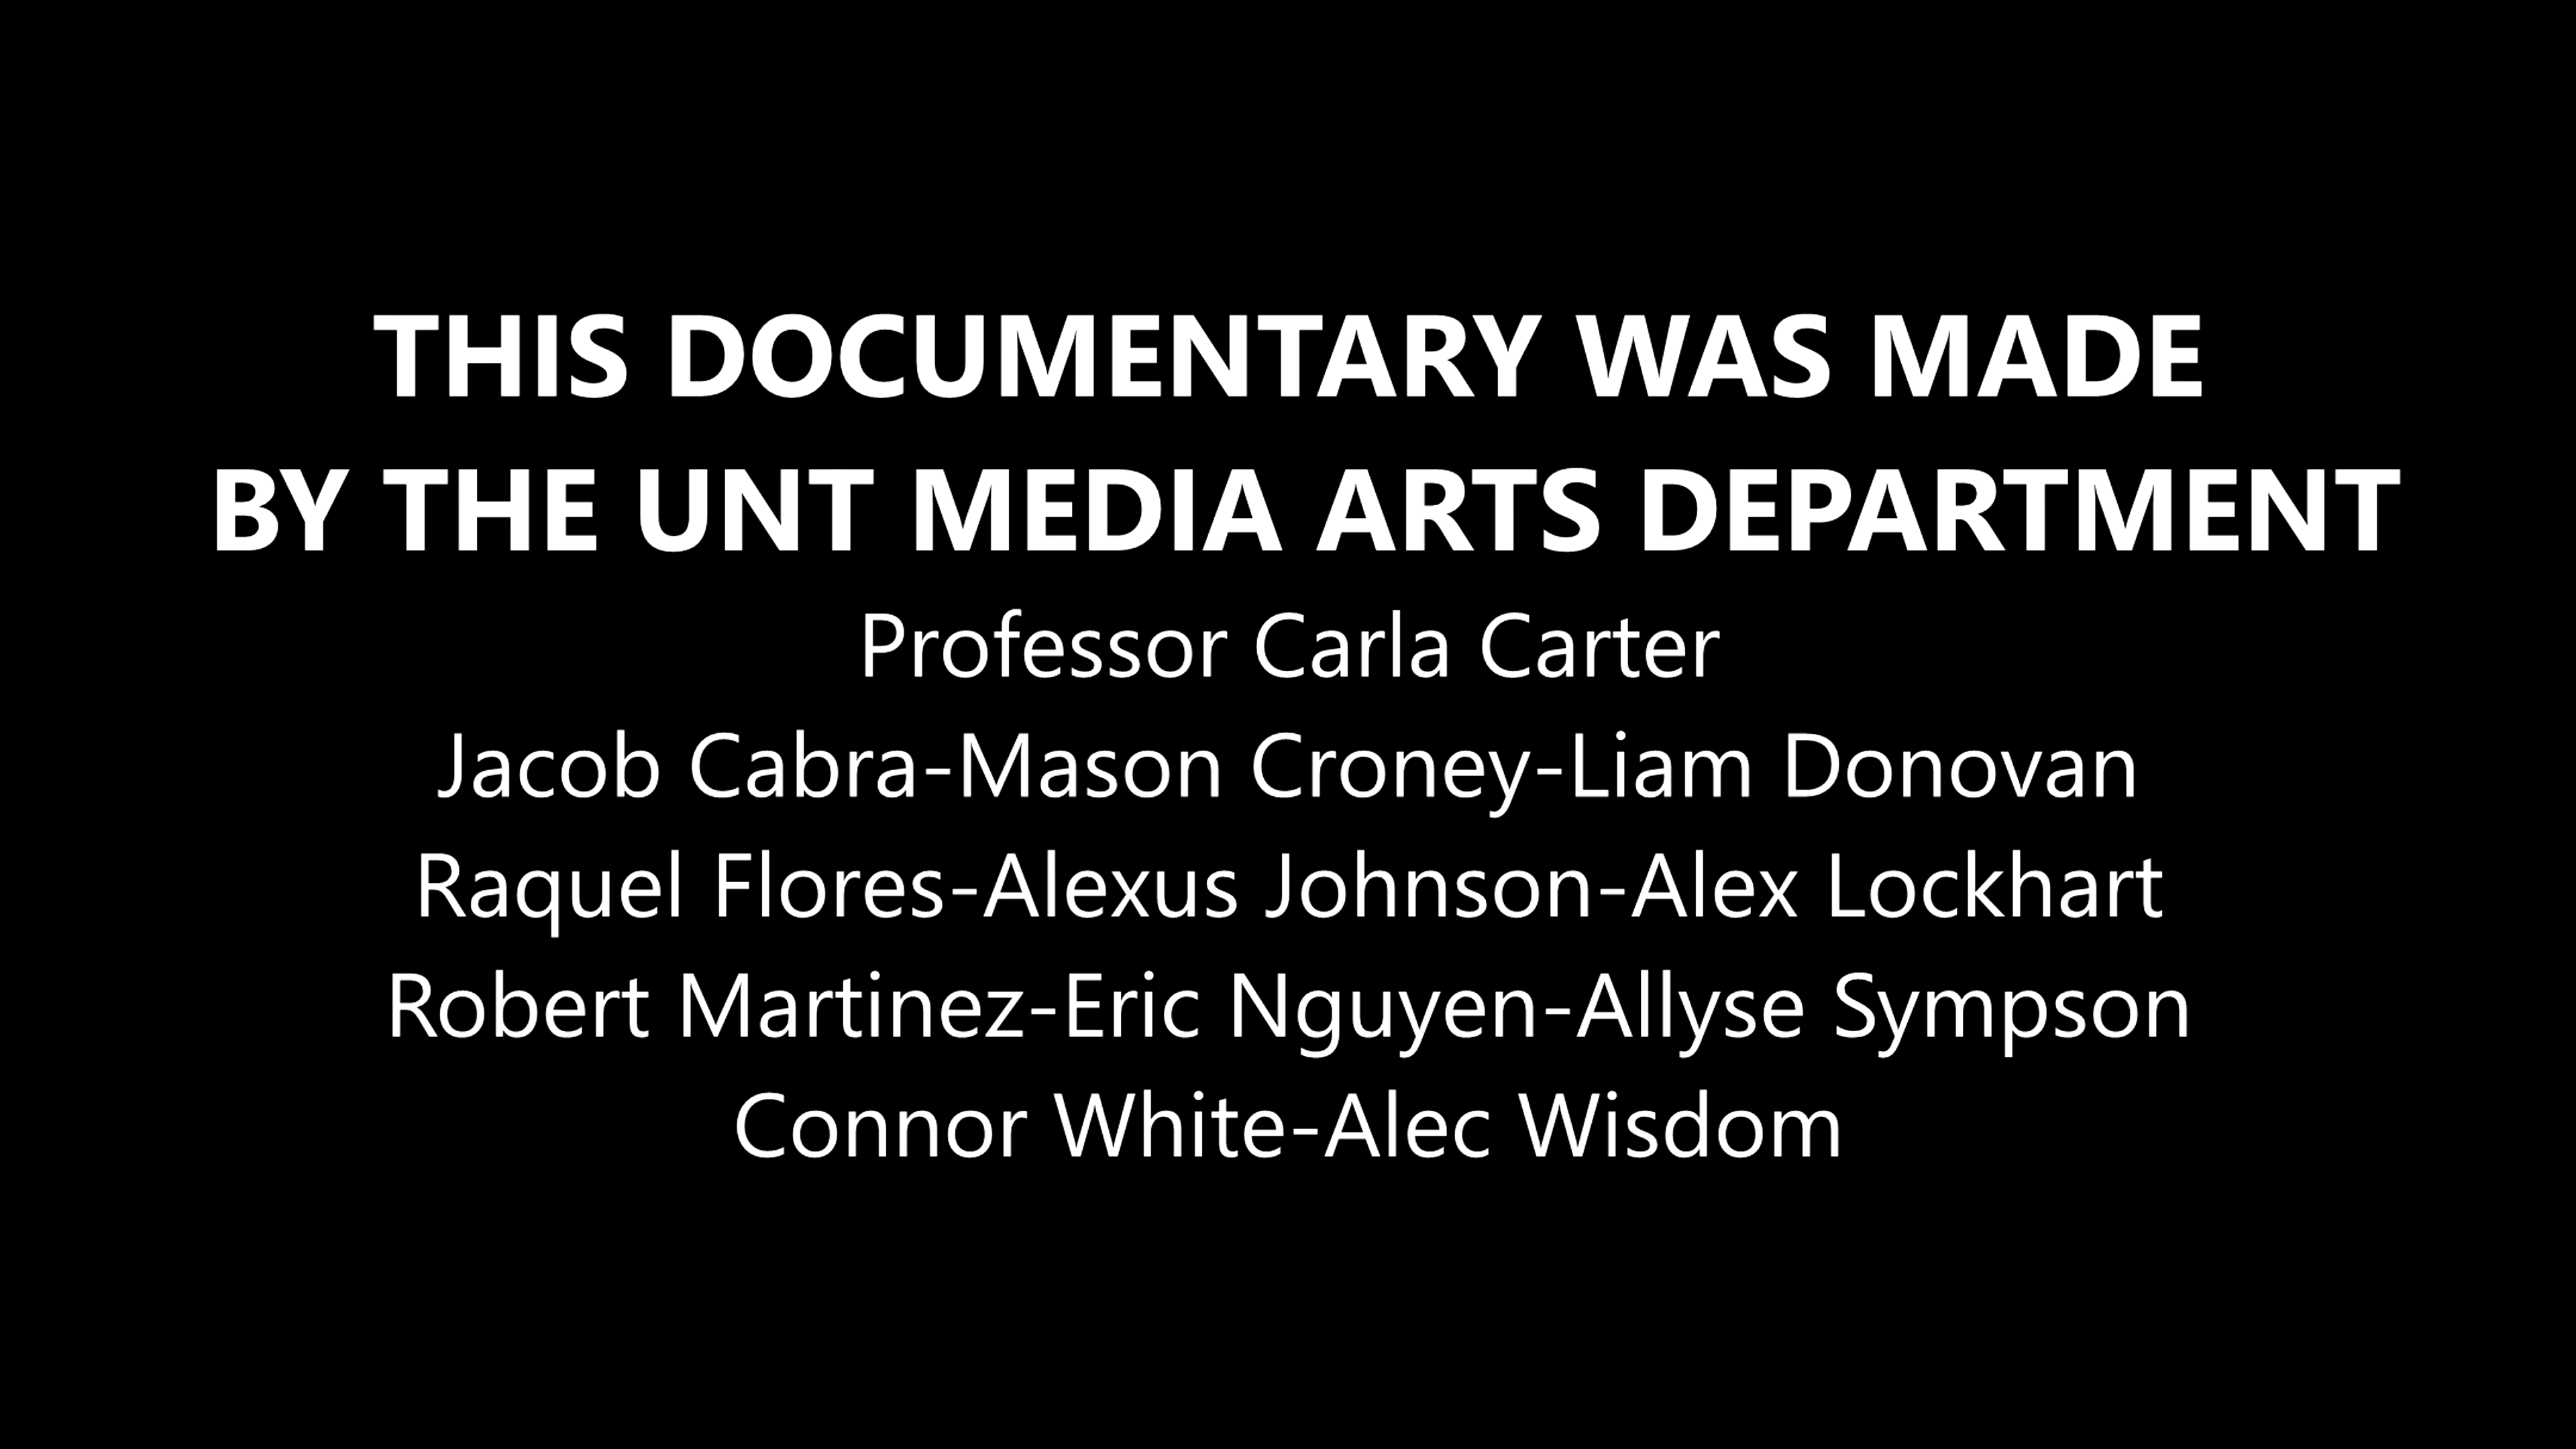 THIS DOCUMENTARY WAS MADE
BY THE UNT MEDIA ARTS DEPARTMENT
Professor Carla Carter
Jacob Cabra-Mason Croney-Liam Donovan
Raquel Flores-Alexus Johnson-Alex Lockhart
Robert Martinez-Eric Nguyen-Allyse Sympson
Connor White-Alec Wisdom